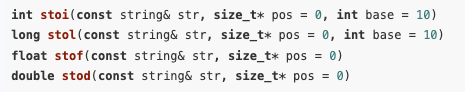 int stoi(const string& str, size_t* pos = 0, int base = 10)
long stol(const string& str, size_t* pos = 0, int base = 10)
float stof(const string& str, size_t* pos = 0)
double stod(const string& str, size_t* pos = 0)